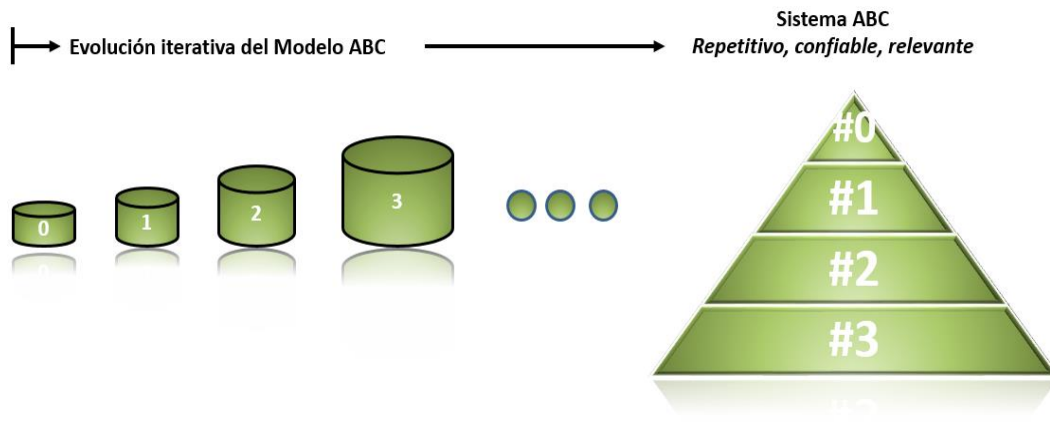 Evolución iterativa del Modelo ABC
Sistema ABC
Repetitivo, confiable, relevante
0
1
2
3
#0
#1
#2
#3